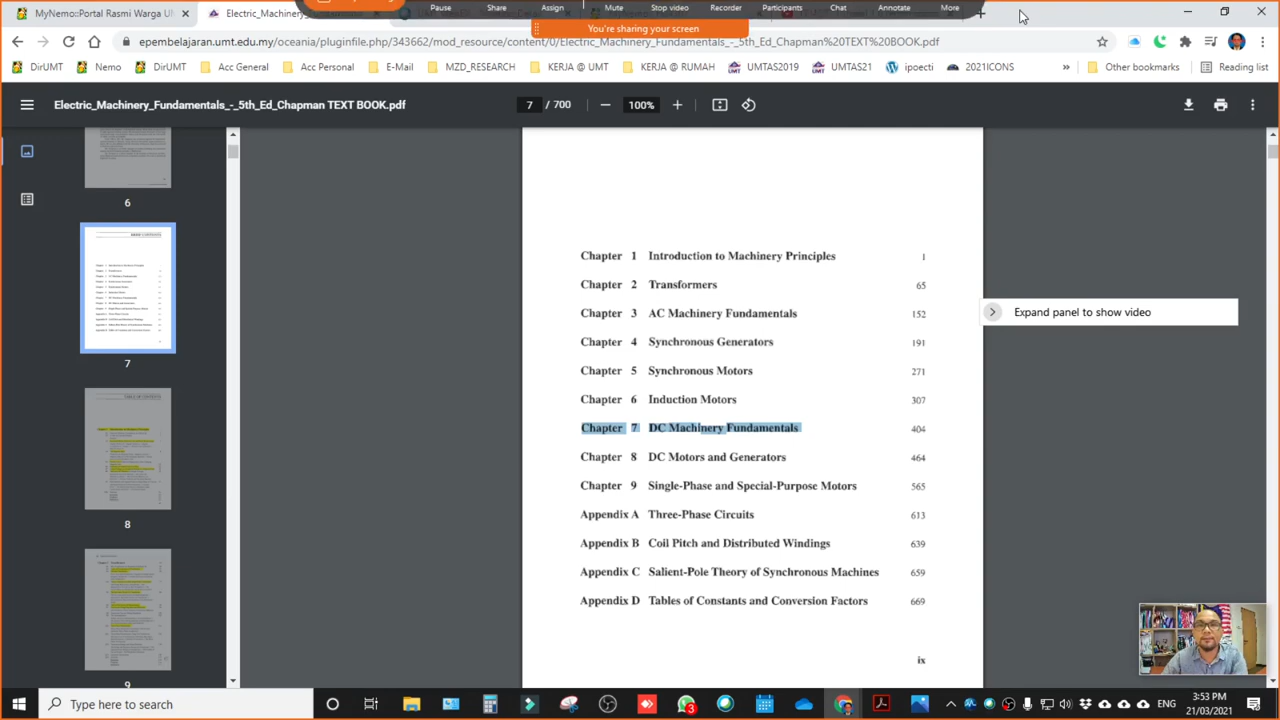 Pause Share Assign Mute Stop video Recorder Participants Chat Annotate More
MyNemo:Portal Rasmi Warga UM
Electric_Machinery_Fundamentals
You're sharing your screen
epembelajaran.umt.edu.my/oceania/pluginfile.php/343662/mod_resource/content/0/Electric_Machinery_Fundamentals_-_5th_Ed_Chapman%20TEXT%20BOOK.pdf
DirUMT Nemo DirUMT Acc General Acc Personal E-Mail MZD_RESEARCH KERJA @ UMT KERJA @ RUMAH UMTAS2019 UMTAS21 ipoecti 2021ICONS » Other bookmarks Reading list
Electric_Machinery_Fundamentals_-_5th_Ed_Chapman TEXT BOOK.pdf 7 / 700 100%
6
7
8
9
Chapter 1 Introduction to Machinery Principles 1
Chapter 2 Transformers 65
Chapter 3 AC Machinery Fundamentals 152
Chapter 4 Synchronous Generators 191
Chapter 5 Synchronous Motors 271
Chapter 6 Induction Motors 307
Chapter 7 DC Machinery Fundamentals 404
Chapter 8 DC Motors and Generators 464
Chapter 9 Single-Phase and Special-Purpose Motors 565
Appendix A Three-Phase Circuits 613
Appendix B Coil Pitch and Distributed Windings 639
Appendix C Salient-Pole Theory of Synchronous Machines 659
Appendix D Tables of Constants and Conversion Factors 669
ix
Expand panel to show video
Type here to search
3
ENG
3:53 PM
21/03/2021